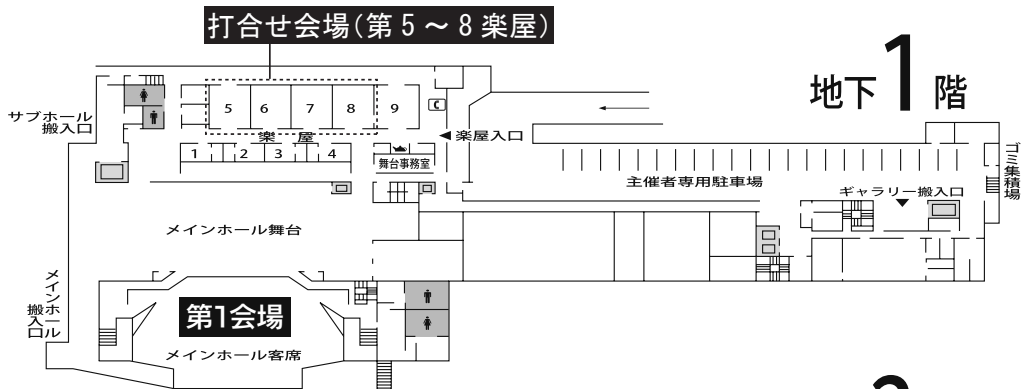 打合せ会場(第5～8楽屋)
地下1階
サブホール
搬入口
5 6 7 8 9
楽屋
楽屋入口
1 2 3 4
舞台事務室
主催者専用駐車場
ギャラリー搬入口
ゴミ集積場
メインホール舞台
メインホール
搬入口
第1会場
メインホール客席